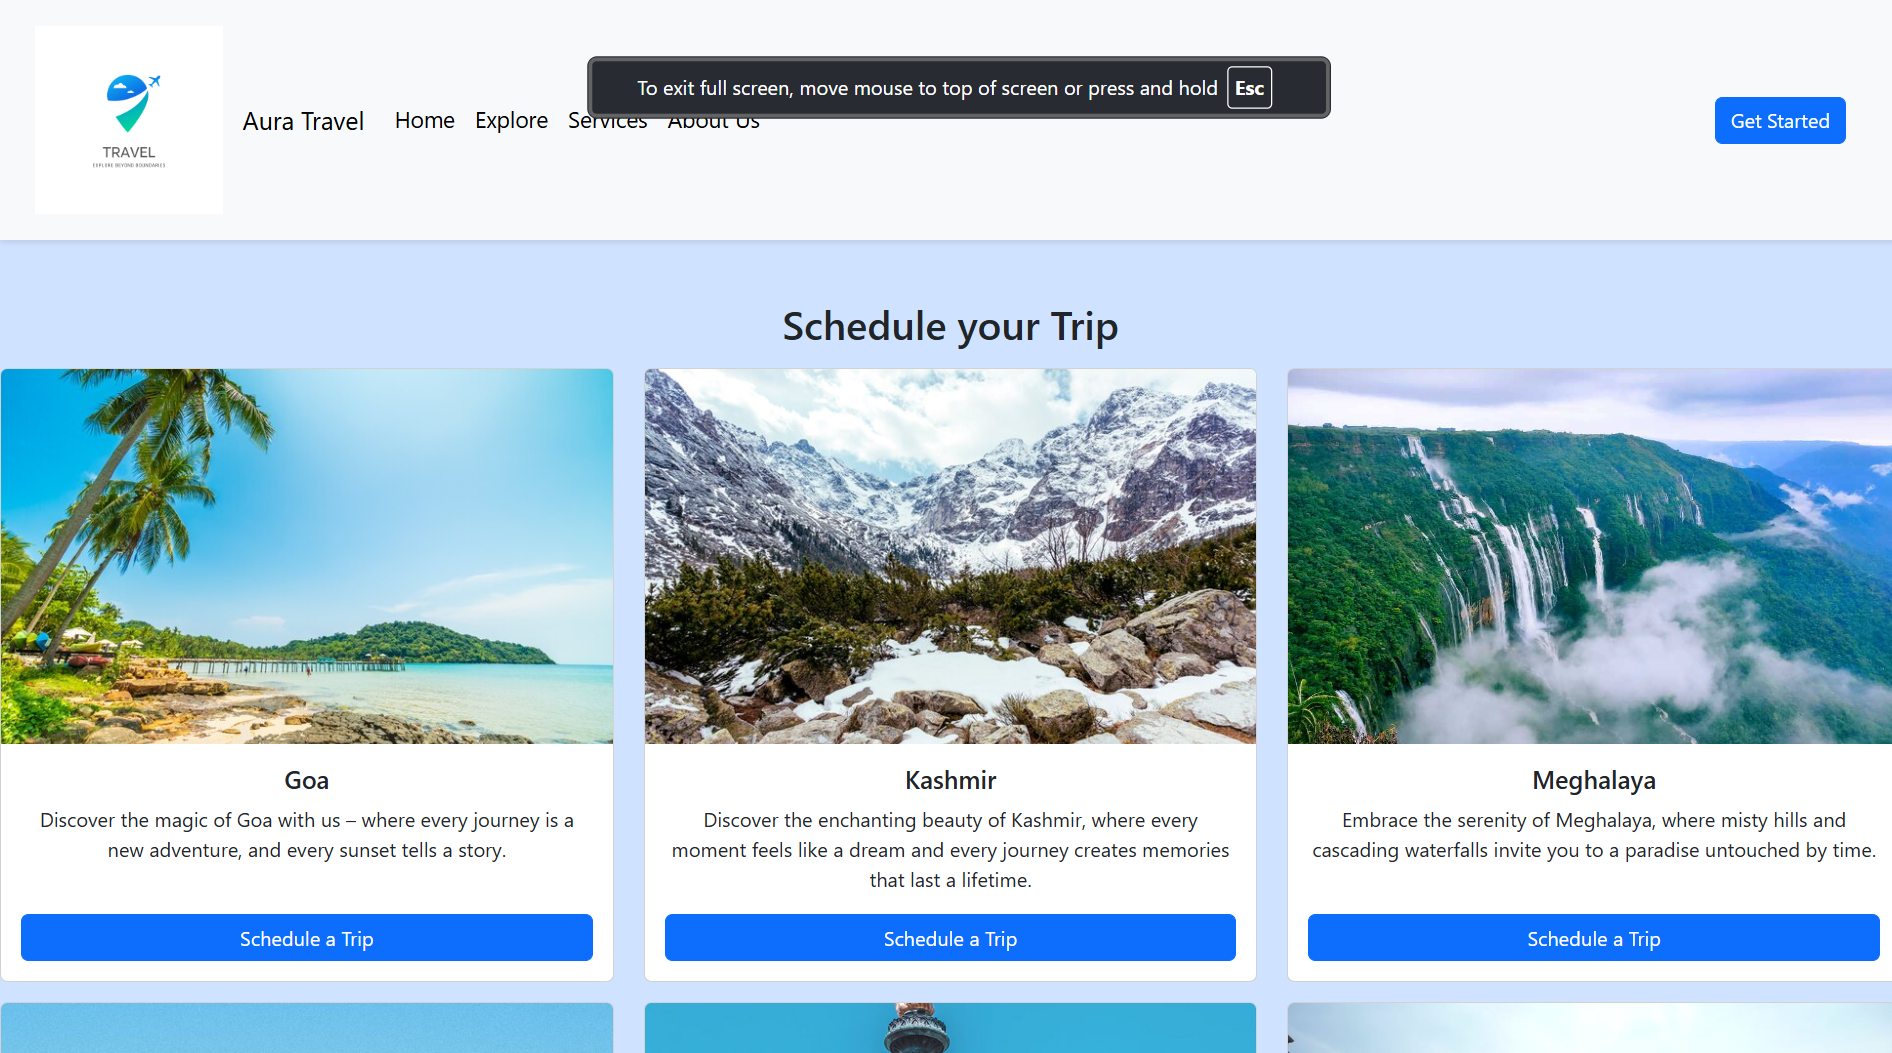 To exit full screen, move mouse to top of screen or press and hold Esc
TRAVEL
EXPLORE BEYOND BOUNDARIES
Aura Travel
Home
Explore
Services
About Us
Get Started
Schedule your Trip
Goa
Discover the magic of Goa with us – where every journey is a
new adventure, and every sunset tells a story.
Schedule a Trip
Kashmir
Discover the enchanting beauty of Kashmir, where every
moment feels like a dream and every journey creates memories
that last a lifetime.
Schedule a Trip
Meghalaya
Embrace the serenity of Meghalaya, where misty hills and
cascading waterfalls invite you to a paradise untouched by time.
Schedule a Trip